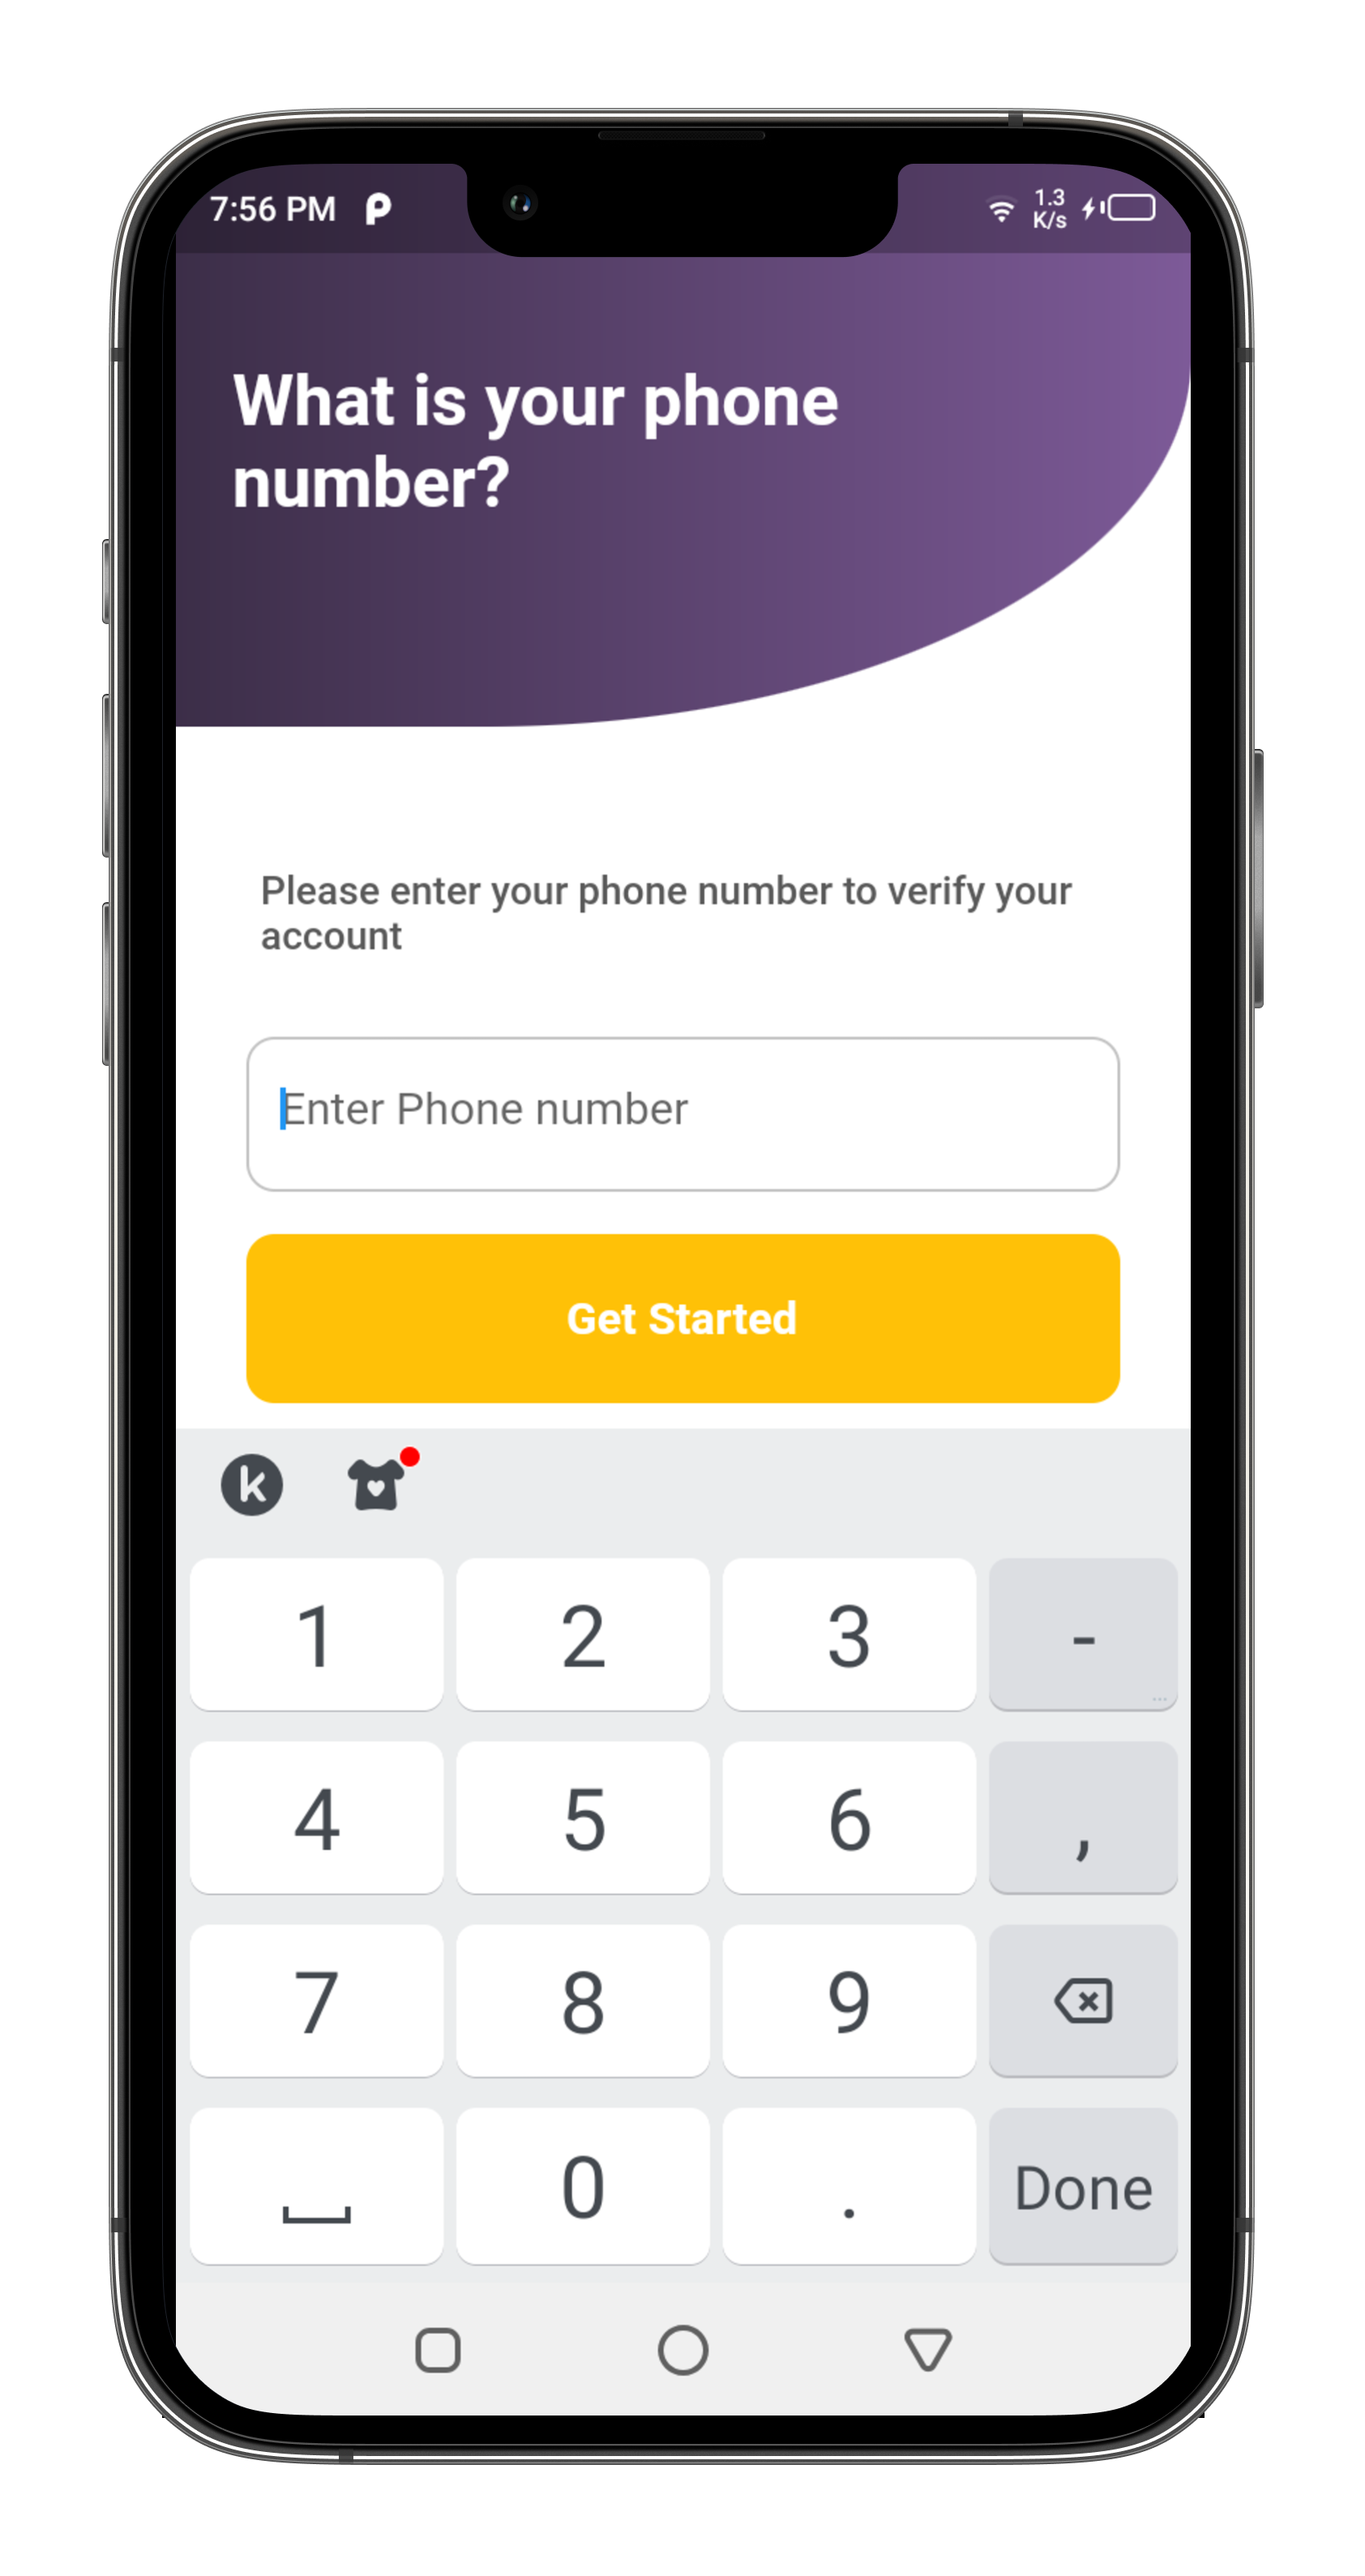 7:56 PM
1.3
K/s
What is your phone
number?
Please enter your phone number to verify your
account
Enter Phone number
Get Started
k
1 2 3 -
...
4 5 6 ,
7 8 9
0 . Done